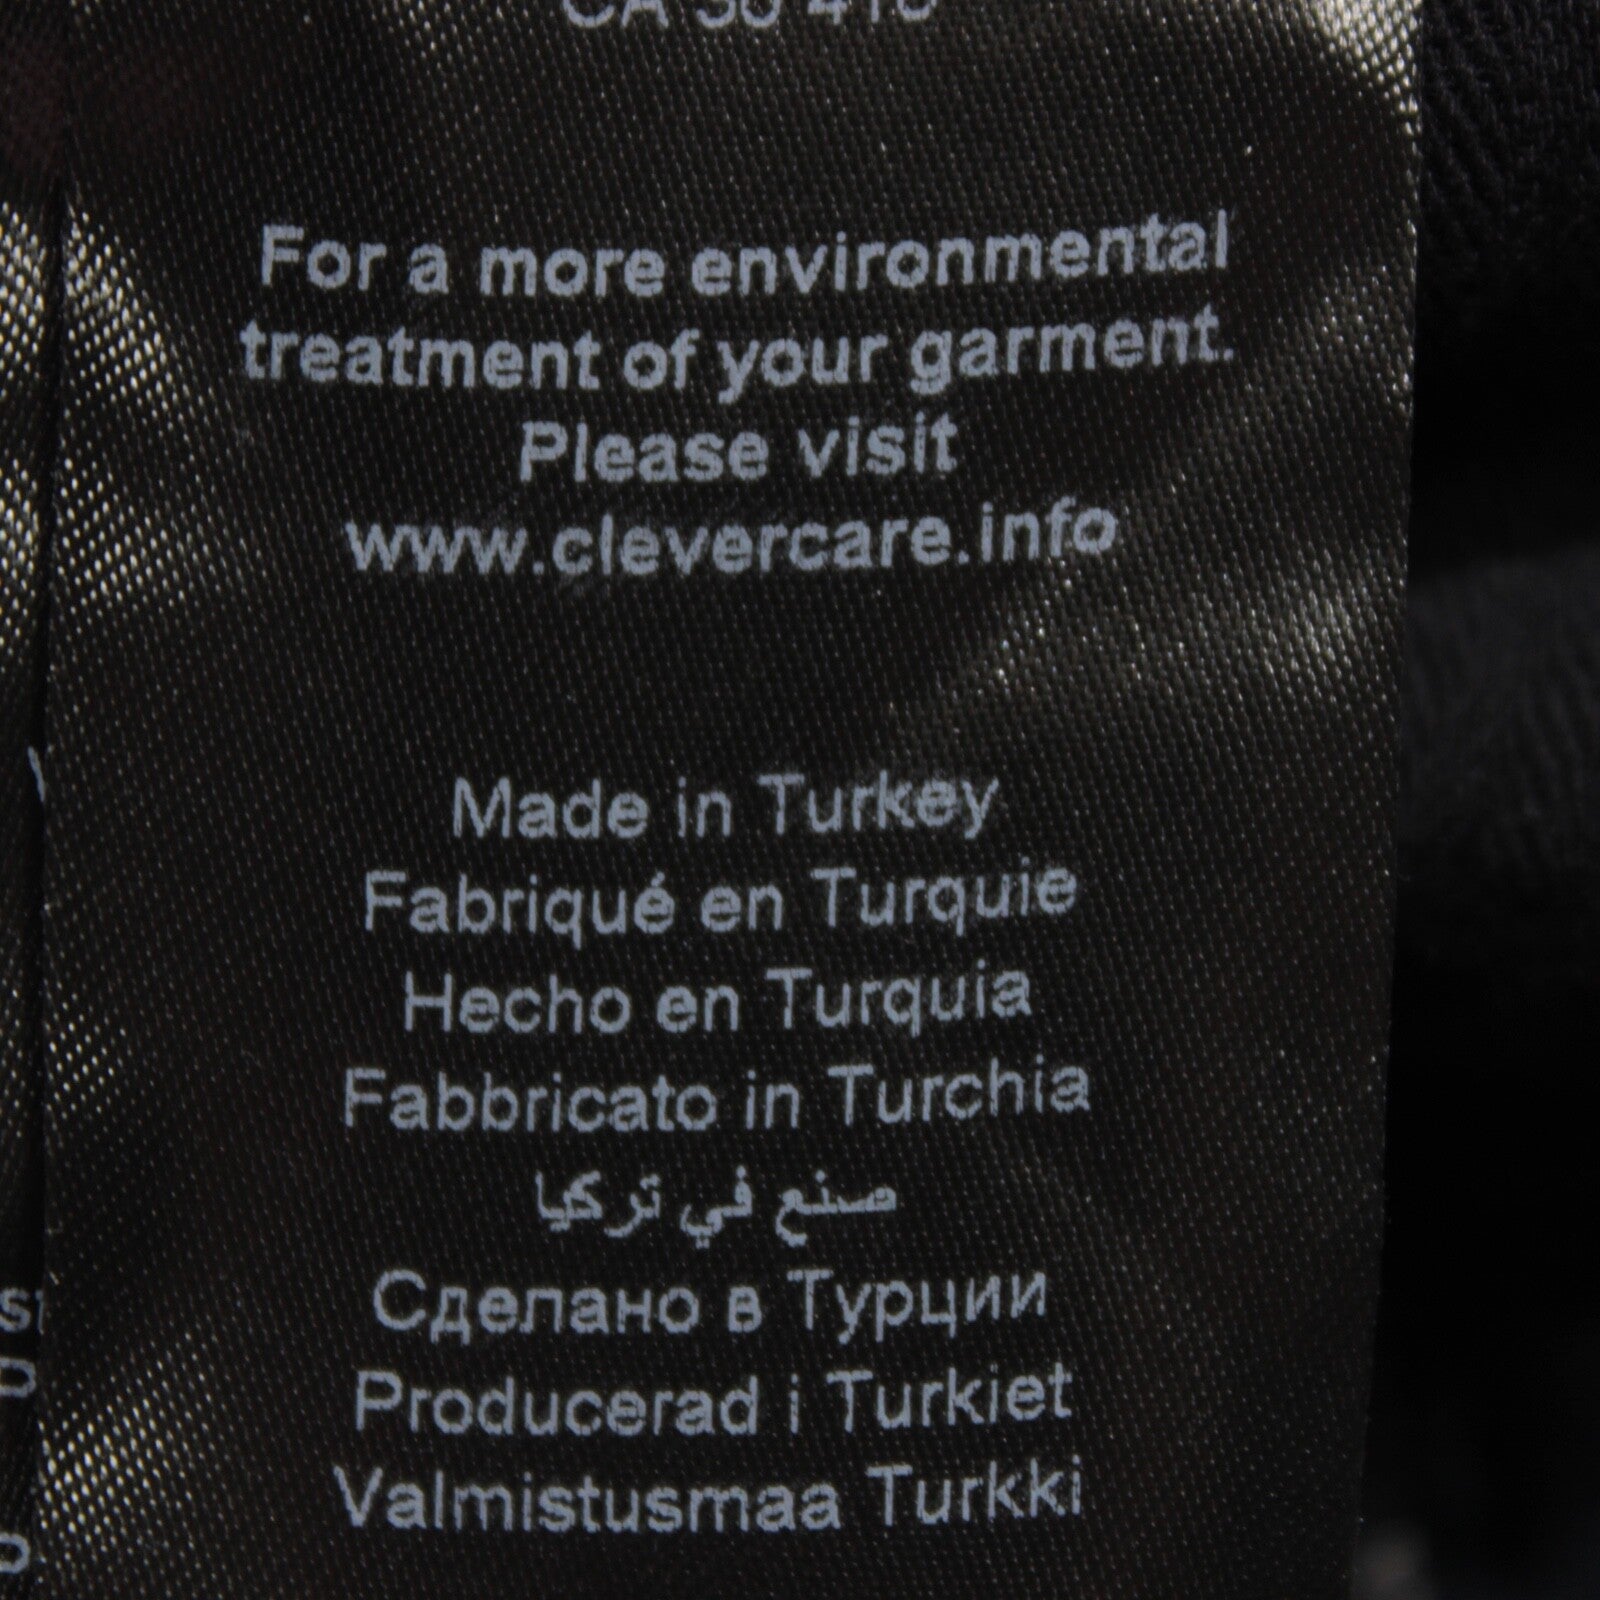 For a more environmental
treatment of your garment.
Please visit
www.clevercare.info
Made in Turkey
Fabriqué en Turquie
Hecho en Turquia
Fabbricato in Turchia
صنع في تركيا
Сделано в Турции
Producerad i Turkiet
Valmistusmaa Turkki